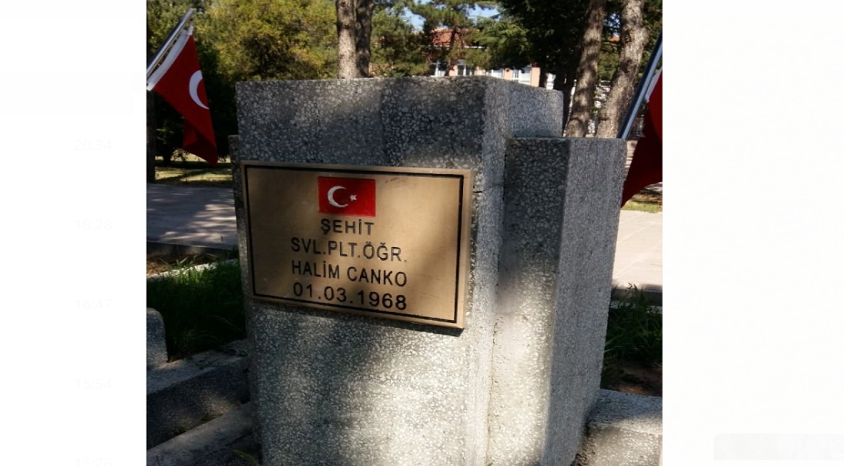 ŞEHİT
SVL.PLT.ÖĞR.
HALİM CANKO
01.03.1968